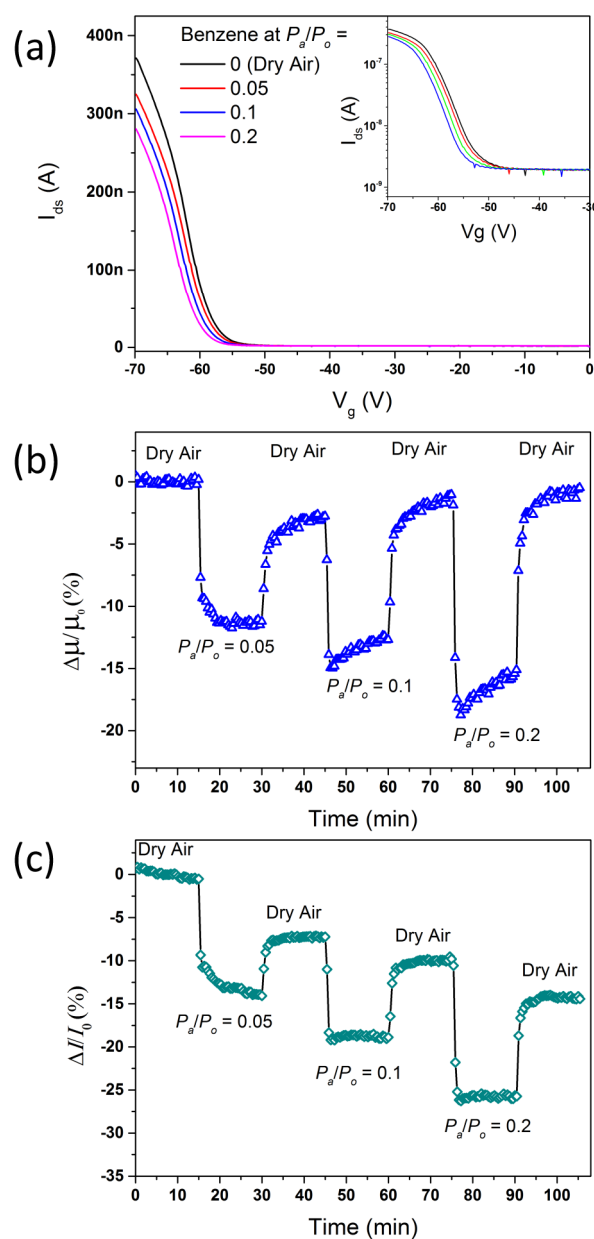 (a)
Benzene at Pa/Po =
0 (Dry Air)
0.05
0.1
0.2
400n
300n
200n
100n
0
Ids (A)
-70 -60 -50 -40 -30 -20 -10 0
Vg (V)
10-7
10-8
10-9
Ids (A)
-70 -60 -50 -40 -30
Vg (V)
(b)
Dry Air Dry Air Dry Air Dry Air
0
-5
-10
-15
-20
Δμ/μ0 (%)
Pa/Po = 0.05
Pa/Po = 0.1
Pa/Po = 0.2
0 10 20 30 40 50 60 70 80 90 100
Time (min)
(c)
Dry Air
Dry Air
Dry Air
Dry Air
5
0
-5
-10
-15
-20
-25
-30
-35
ΔI/I0 (%)
Pa/Po = 0.05
Pa/Po = 0.1
Pa/Po = 0.2
0 10 20 30 40 50 60 70 80 90 100
Time (min)